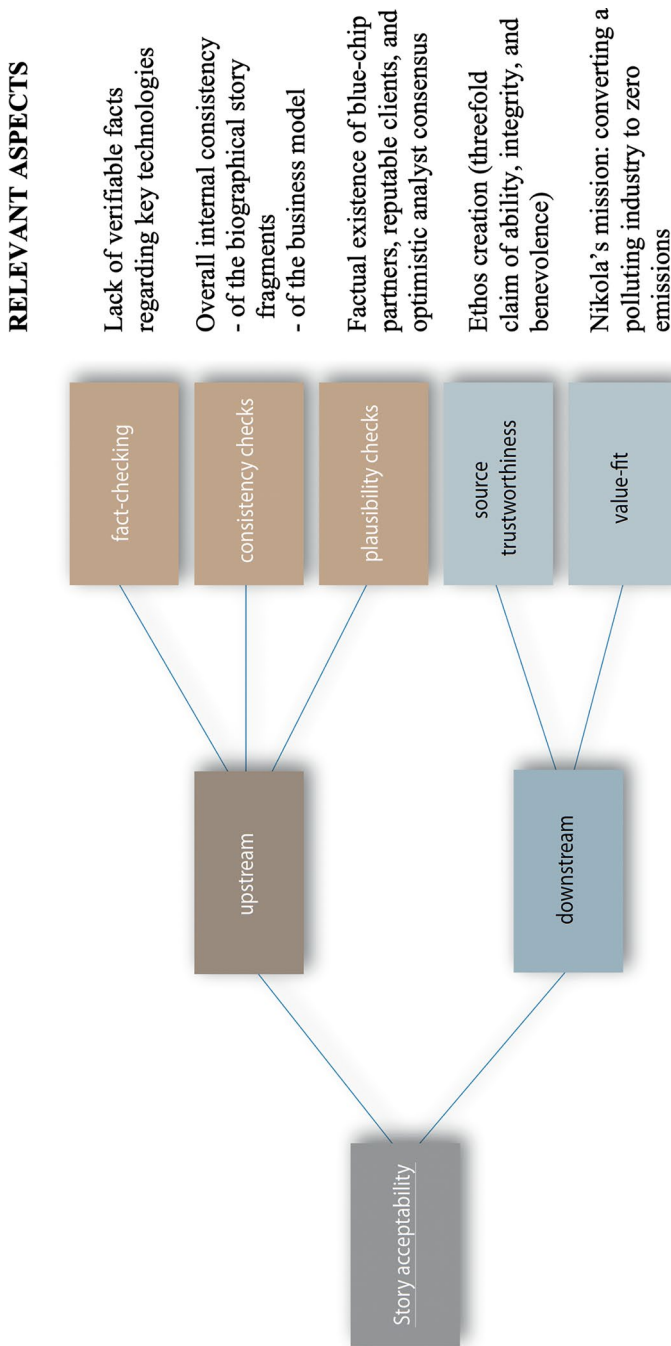 RELEVANT ASPECTS
Story acceptability
upstream
fact-checking
Lack of verifiable facts
regarding key technologies
consistency checks
Overall internal consistency
- of the biographical story
fragments
- of the business model
plausibility checks
Factual existence of blue-chip
partners, reputable clients, and
optimistic analyst consensus
downstream
source
trustworthiness
Ethos creation (threefold
claim of ability, integrity, and
benevolence)
value-fit
Nikola's mission: converting a
polluting industry to zero
emissions